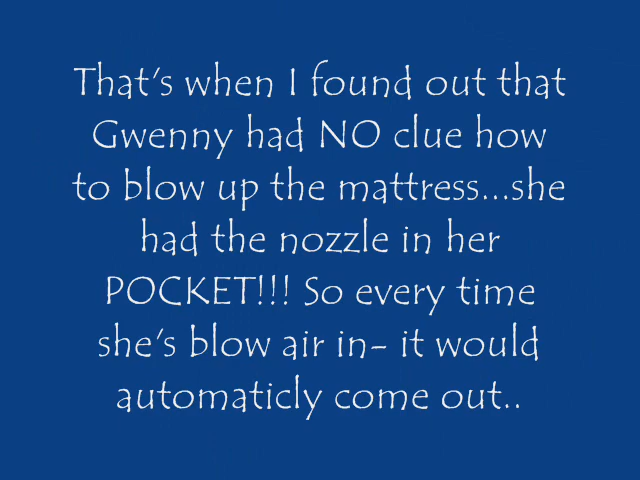 That's when I found out that
Gwenny had NO clue how
to blow up the mattress...she
had the nozzle in her
POCKET!!! So every time
she's blow air in- it would
automaticly come out..